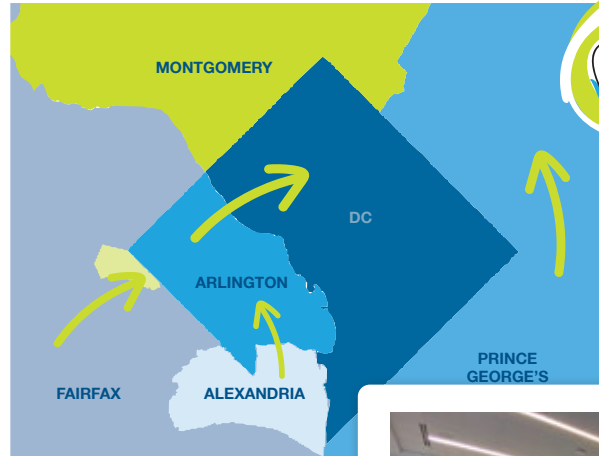 MONTGOMERY
DC
ARLINGTON
PRINCE
GEORGE'S
FAIRFAX
ALEXANDRIA